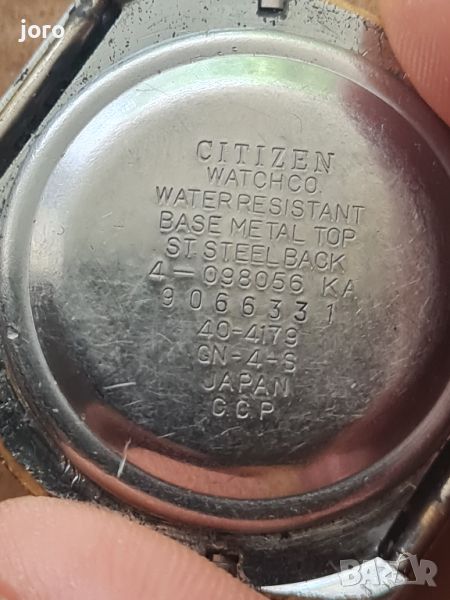 joro
CITIZEN
WATCH CO.
WATER RESISTANT
BASE METAL TOP
ST. STEEL BACK
4-098056 KA
9066331
40-4179
GN-4-S
JAPAN
C.C.P
BAZAR